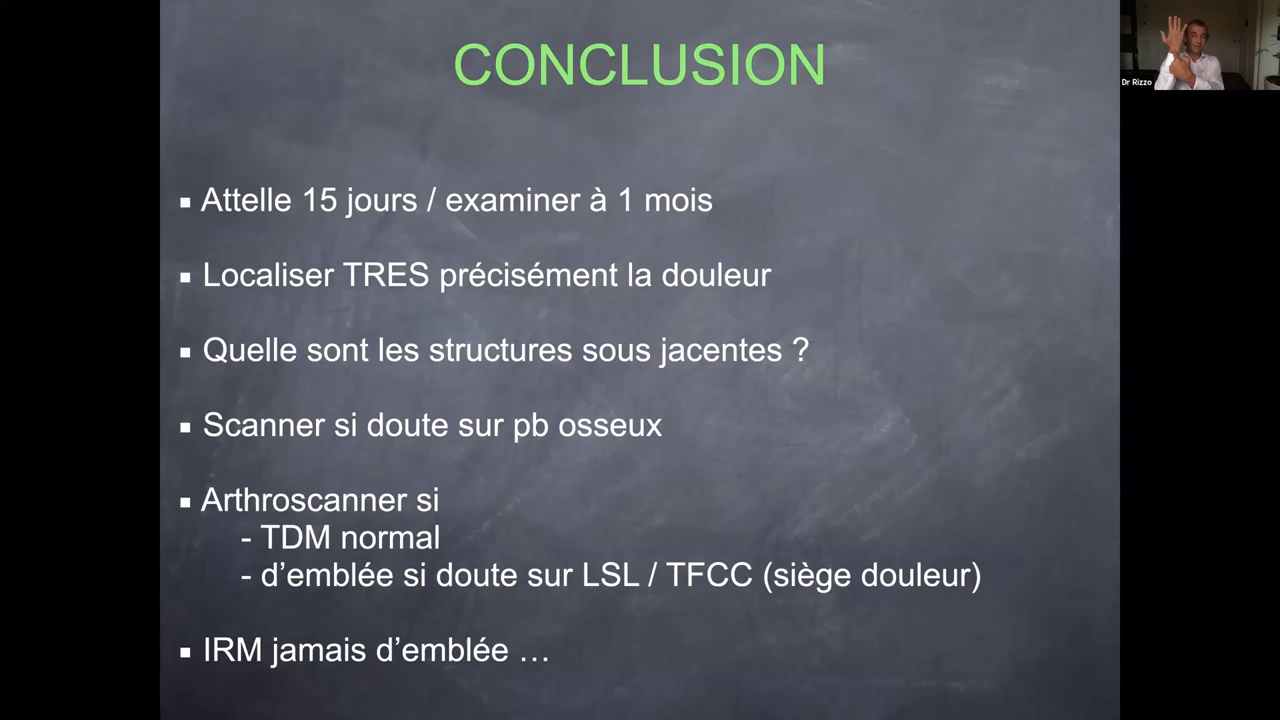 CONCLUSION
Dr Rizzo
▪ Attelle 15 jours / examiner à 1 mois
▪ Localiser TRES précisément la douleur
▪ Quelle sont les structures sous jacentes ?
▪ Scanner si doute sur pb osseux
▪ Arthroscanner si
- TDM normal
- d’emblée si doute sur LSL / TFCC (siège douleur)
▪ IRM jamais d’emblée …